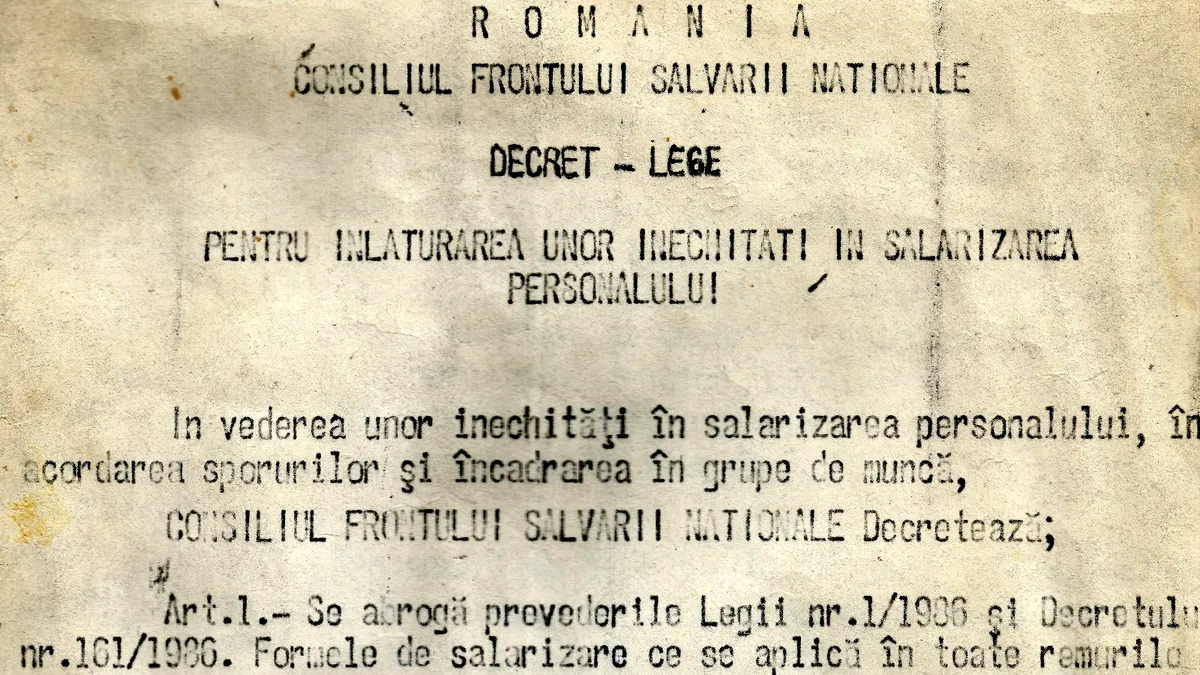 R O M A N I A
CONSILIUL FRONTULUI SALVARII NATIONALE
DECRET – LEGE
PENTRU INLATURAREA UNOR INECHITATI IN SALARIZAREA
PERSONALULUI
In vederea unor inechităţi în salarizarea personalului, în
acordarea sporurilor şi încadrarea în grupe de muncă,
CONSILIUL FRONTULUI SALVARII NATIONALE Decretează;
Art.1.- Se abrogă prevederile Legii nr.1/1986 şi Decretulu
nr.161/1986. Formele de salarizare ce se aplică în toate remurile